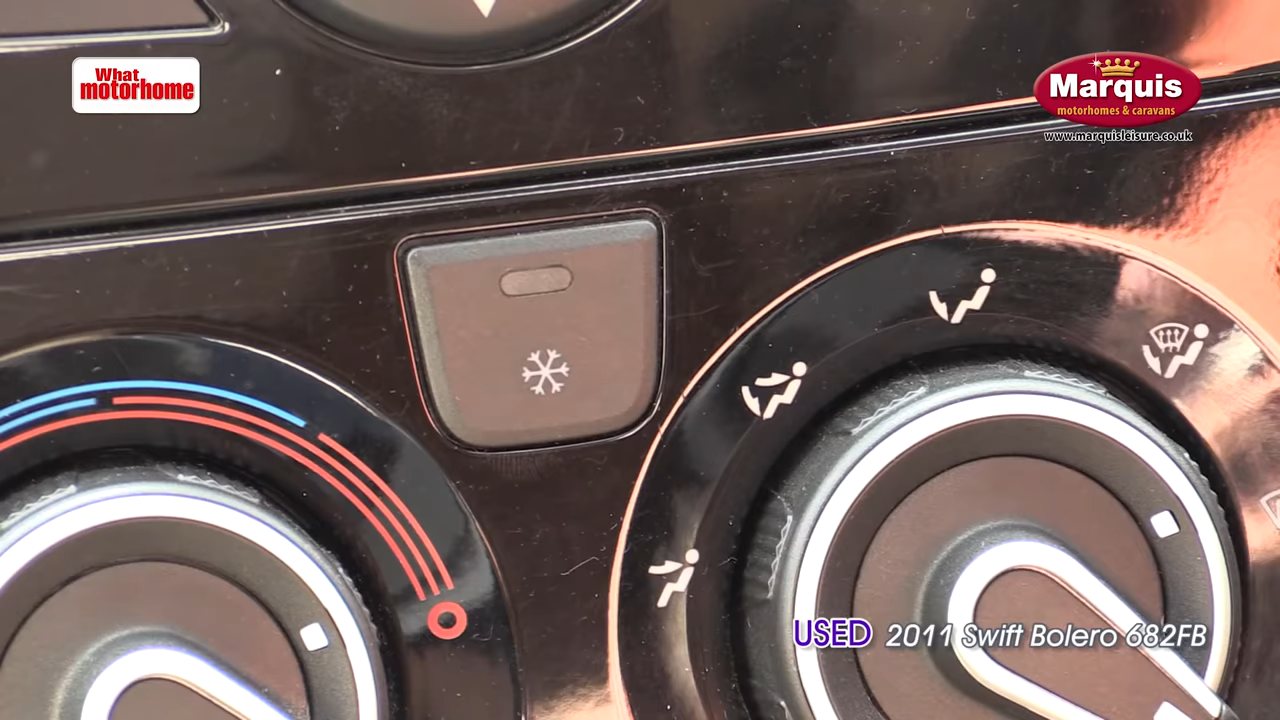 What
motorhome
Marquis
motorhomes & caravans
www.marquisleisure.co.uk
USED 2011 Swift Bolero 682FB